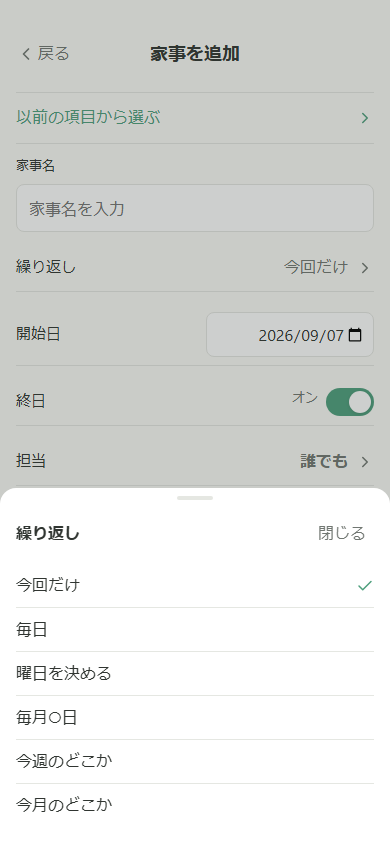 戻る
家事を追加
以前の項目から選ぶ
家事名
家事名を入力
繰り返し 今回だけ
開始日 2026/09/07
終日 オン
担当 誰でも
繰り返し 閉じる
今回だけ
毎日
曜日を決める
毎月○日
今週のどこか
今月のどこか